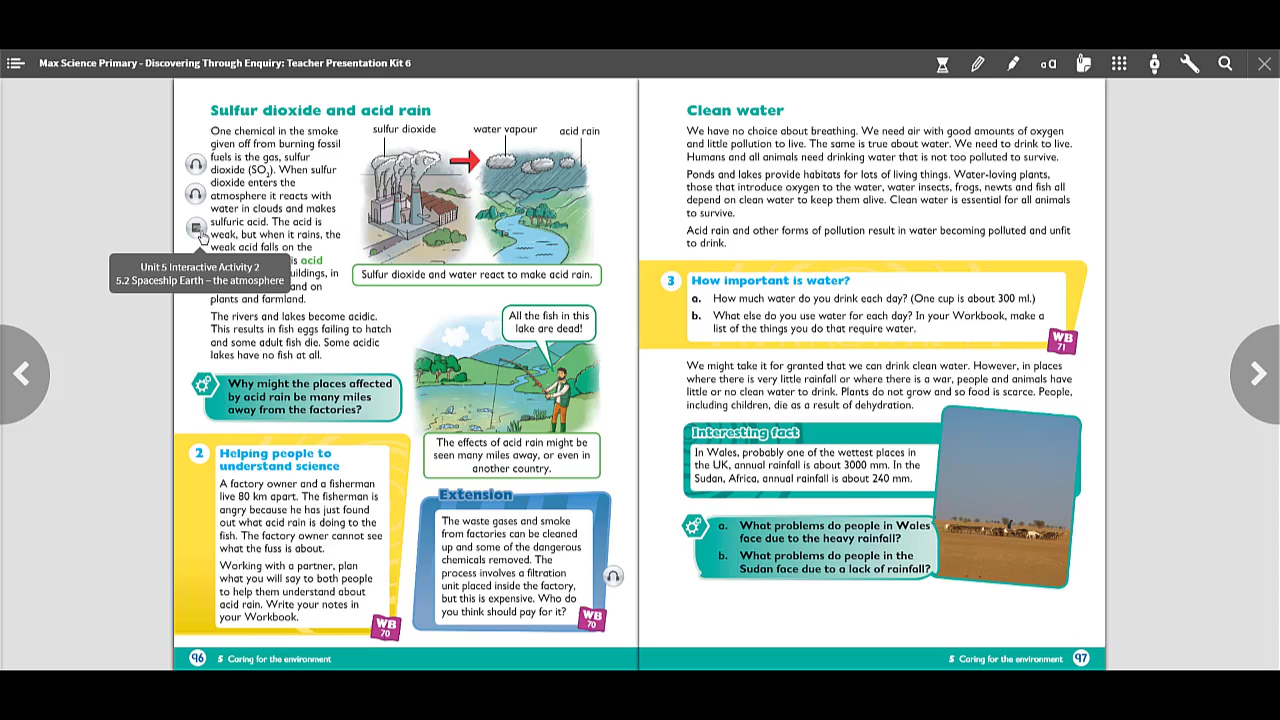 Max Science Primary - Discovering Through Enquiry: Teacher Presentation Kit 6
aa
Sulfur dioxide and acid rain
One chemical in the smoke
given off from burning fossil
fuels is the gas, sulfur
dioxide (SO2). When sulfur
dioxide enters the
atmosphere it reacts with
water in clouds and makes
sulfuric acid. The acid is
weak, but when it rains, the
weak acid falls on the
is acid
uildings, in
and on
plants and farmland.
Unit 5 Interactive Activity 2
5.2 Spaceship Earth – the atmosphere
The rivers and lakes become acidic.
This results in fish eggs failing to hatch
and some adult fish die. Some acidic
lakes have no fish at all.
sulfur dioxide
water vapour
acid rain
Sulfur dioxide and water react to make acid rain.
All the fish in this
lake are dead!
Why might the places affected
by acid rain be many miles
away from the factories?
The effects of acid rain might be
seen many miles away, or even in
another country.
2
Helping people to
understand science
A factory owner and a fisherman
live 80 km apart. The fisherman is
angry because he has just found
out what acid rain is doing to the
fish. The factory owner cannot see
what the fuss is about.
Working with a partner, plan
what you will say to both people
to help them understand about
acid rain. Write your notes in
your Workbook.
WB
70
Extension
The waste gases and smoke
from factories can be cleaned
up and some of the dangerous
chemicals removed. The
process involves a filtration
unit placed inside the factory,
but this is expensive. Who do
you think should pay for it?
WB
70
96 5 Caring for the environment
Clean water
We have no choice about breathing. We need air with good amounts of oxygen
and little pollution to live. The same is true about water. We need to drink to live.
Humans and all animals need drinking water that is not too polluted to survive.
Ponds and lakes provide habitats for lots of living things. Water-loving plants,
those that introduce oxygen to the water, water insects, frogs, newts and fish all
depend on clean water to keep them alive. Clean water is essential for all animals
to survive.
Acid rain and other forms of pollution result in water becoming polluted and unfit
to drink.
3
How important is water?
a. How much water do you drink each day? (One cup is about 300 ml.)
b. What else do you use water for each day? In your Workbook, make a
list of the things you do that require water.
WB
71
We might take it for granted that we can drink clean water. However, in places
where there is very little rainfall or where there is a war, people and animals have
little or no clean water to drink. Plants do not grow and so food is scarce. People,
including children, die as a result of dehydration.
Interesting fact
In Wales, probably one of the wettest places in
the UK, annual rainfall is about 3000 mm. In the
Sudan, Africa, annual rainfall is about 240 mm.
a. What problems do people in Wales
face due to the heavy rainfall?
b. What problems do people in the
Sudan face due to a lack of rainfall?
5 Caring for the environment 97